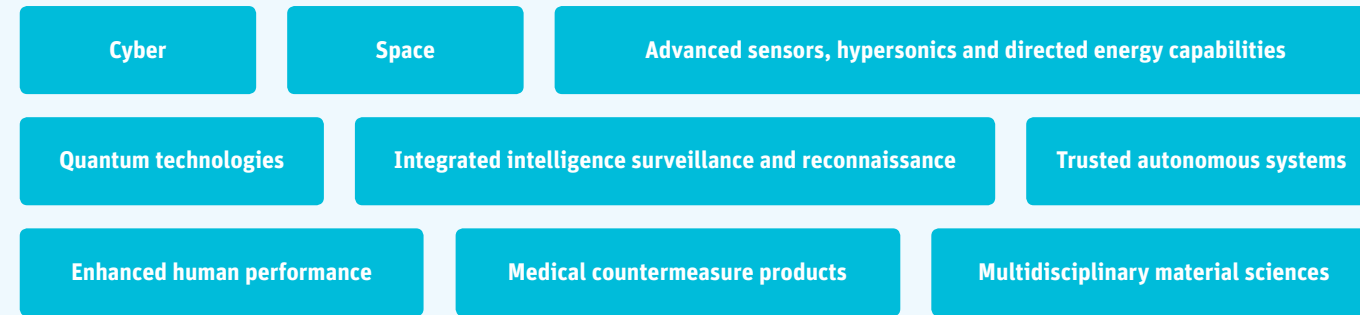 Cyber
Space
Advanced sensors, hypersonics and directed energy capabilities
Quantum technologies
Integrated intelligence surveillance and reconnaissance
Trusted autonomous systems
Enhanced human performance
Medical countermeasure products
Multidisciplinary material sciences